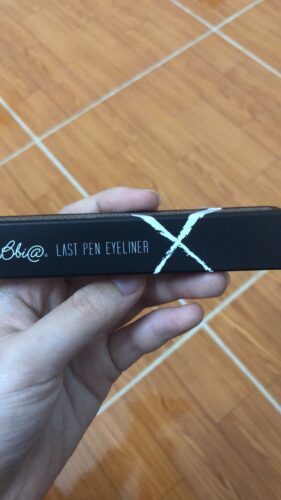 Bbi@® LAST PEN EYELINER X